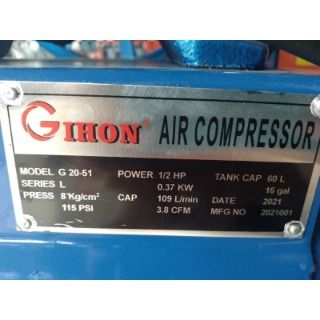 GIHON® AIR COMPRESSOR
MODEL G 20-51 POWER 1/2 HP TANK CAP 60 L
SERIES L 0.37 KW 16 gal
PRESS 8 Kg/cm² CAP 109 L/min DATE 2021
115 PSI 3.8 CFM MFG NO 2021001